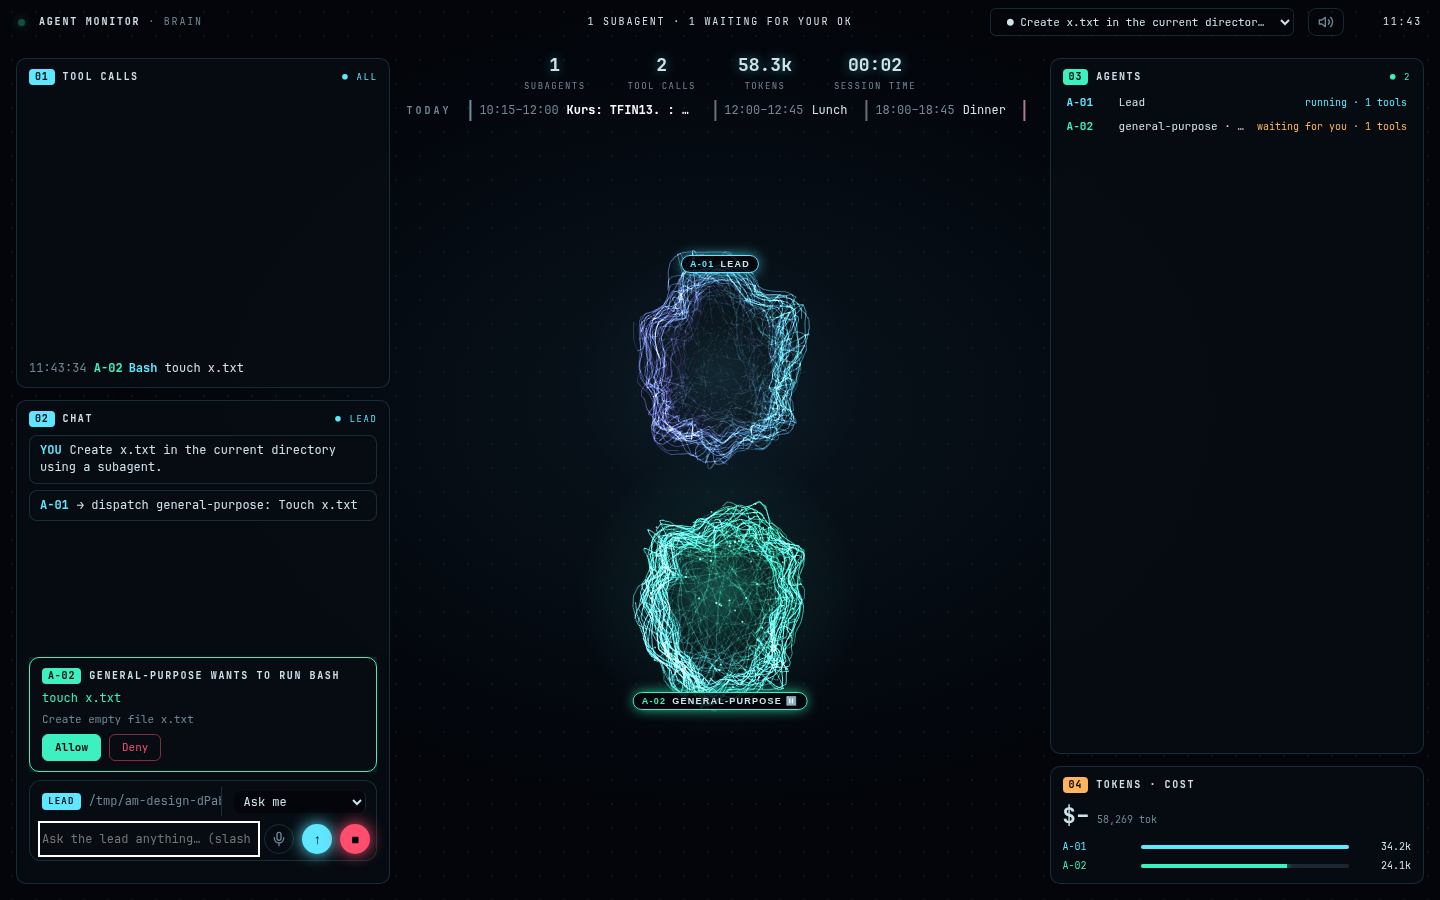 AGENT MONITOR · BRAIN
1 SUBAGENT · 1 WAITING FOR YOUR OK
● Create x.txt in the current director…
11:43
01 TOOL CALLS
● ALL
11:43:34 A-02 Bash touch x.txt
02 CHAT
● LEAD
YOU Create x.txt in the current directory
using a subagent.
A-01 → dispatch general-purpose: Touch x.txt
A-02 GENERAL-PURPOSE WANTS TO RUN BASH
touch x.txt
Create empty file x.txt
Allow
Deny
LEAD /tmp/am-design-dPab
Ask me
Ask the lead anything… (slash
1
SUBAGENTS
2
TOOL CALLS
58.3k
TOKENS
00:02
SESSION TIME
TODAY
10:15–12:00 Kurs: TFIN13. : …
12:00–12:45 Lunch
18:00–18:45 Dinner
A-01 LEAD
A-02 GENERAL-PURPOSE ⏸
03 AGENTS
● 2
A-01 Lead running · 1 tools
A-02 general-purpose · … waiting for you · 1 tools
04 TOKENS · COST
$– 58,269 tok
A-01 34.2k
A-02 24.1k